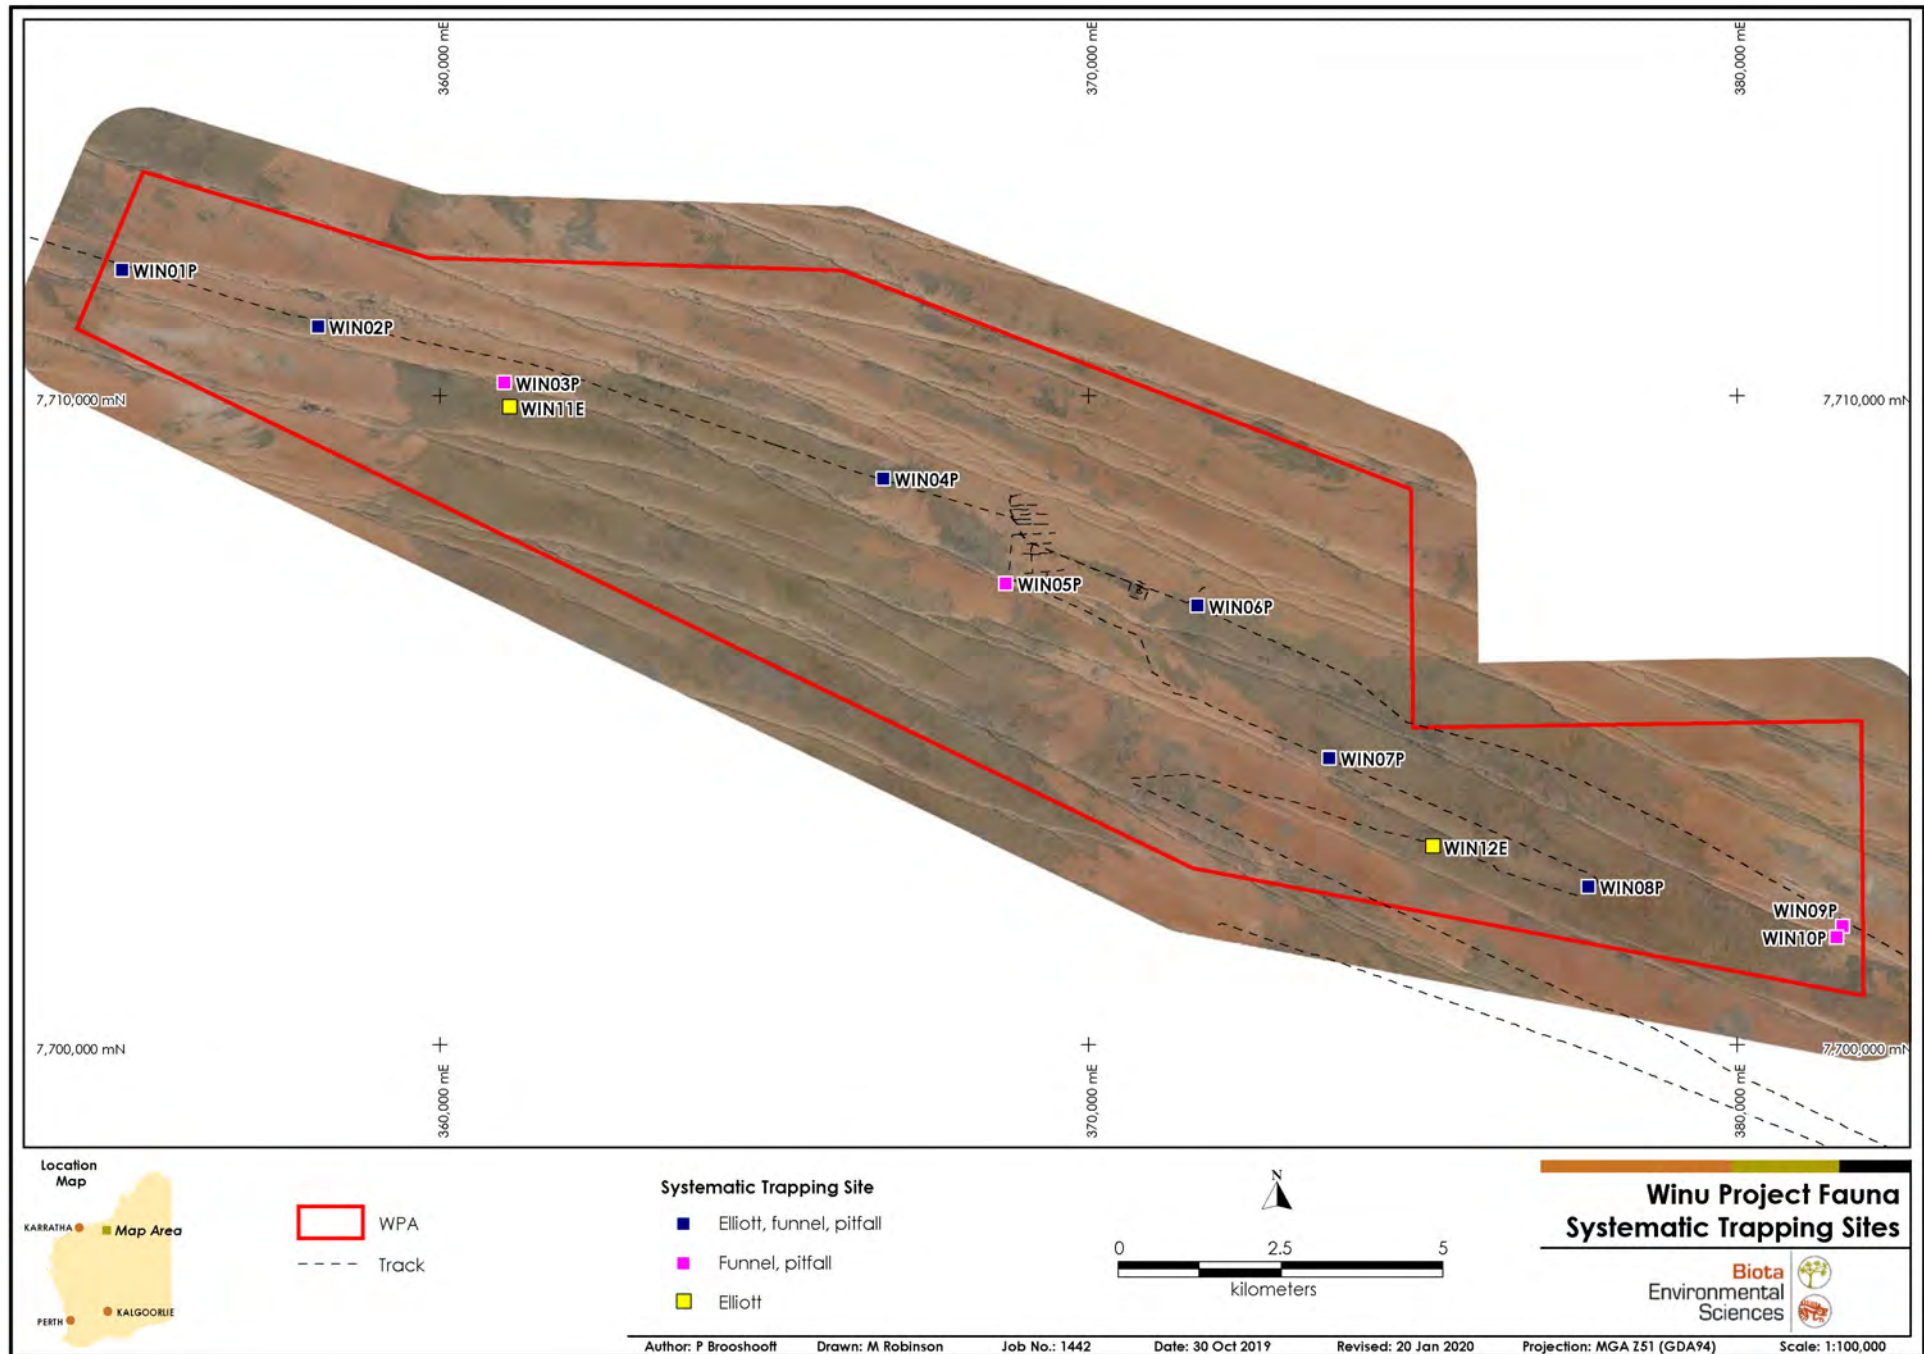 360,000 mE
370,000 mE
380,000 mE
WIN01P
WIN02P
WIN03P
7,710,000 mN
WIN11E
7,710,000 mN
WIN04P
WIN05P
WIN06P
WIN07P
WIN12E
WIN08P
WIN09P
WIN10P
7,700,000 mN
7,700,000 mN
360,000 mE
370,000 mE
380,000 mE
Location
Map
KARRATHA
Map Area
PERTH
KALGOORLIE
WPA
Track
Systematic Trapping Site
Elliott, funnel, pitfall
Funnel, pitfall
Elliott
N
0 2.5 5
kilometers
Winu Project Fauna
Systematic Trapping Sites
Biota
Environmental
Sciences
Author: P Brooshooft Drawn: M Robinson Job No.: 1442 Date: 30 Oct 2019 Revised: 20 Jan 2020 Projection: MGA Z51 (GDA94) Scale: 1:100,000